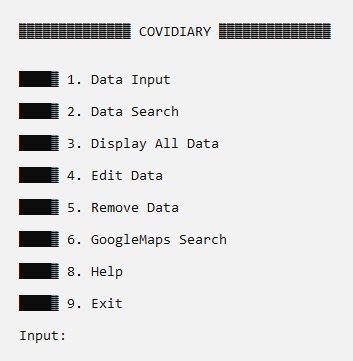 ▓▓▓▓▓▓▓▓▓▓▓▓▓▓ COVIDIARY ▓▓▓▓▓▓▓▓▓▓▓▓▓▓
████▓ 1. Data Input
████▓ 2. Data Search
████▓ 3. Display All Data
████▓ 4. Edit Data
████▓ 5. Remove Data
████▓ 6. GoogleMaps Search
████▓ 8. Help
████▓ 9. Exit
Input: